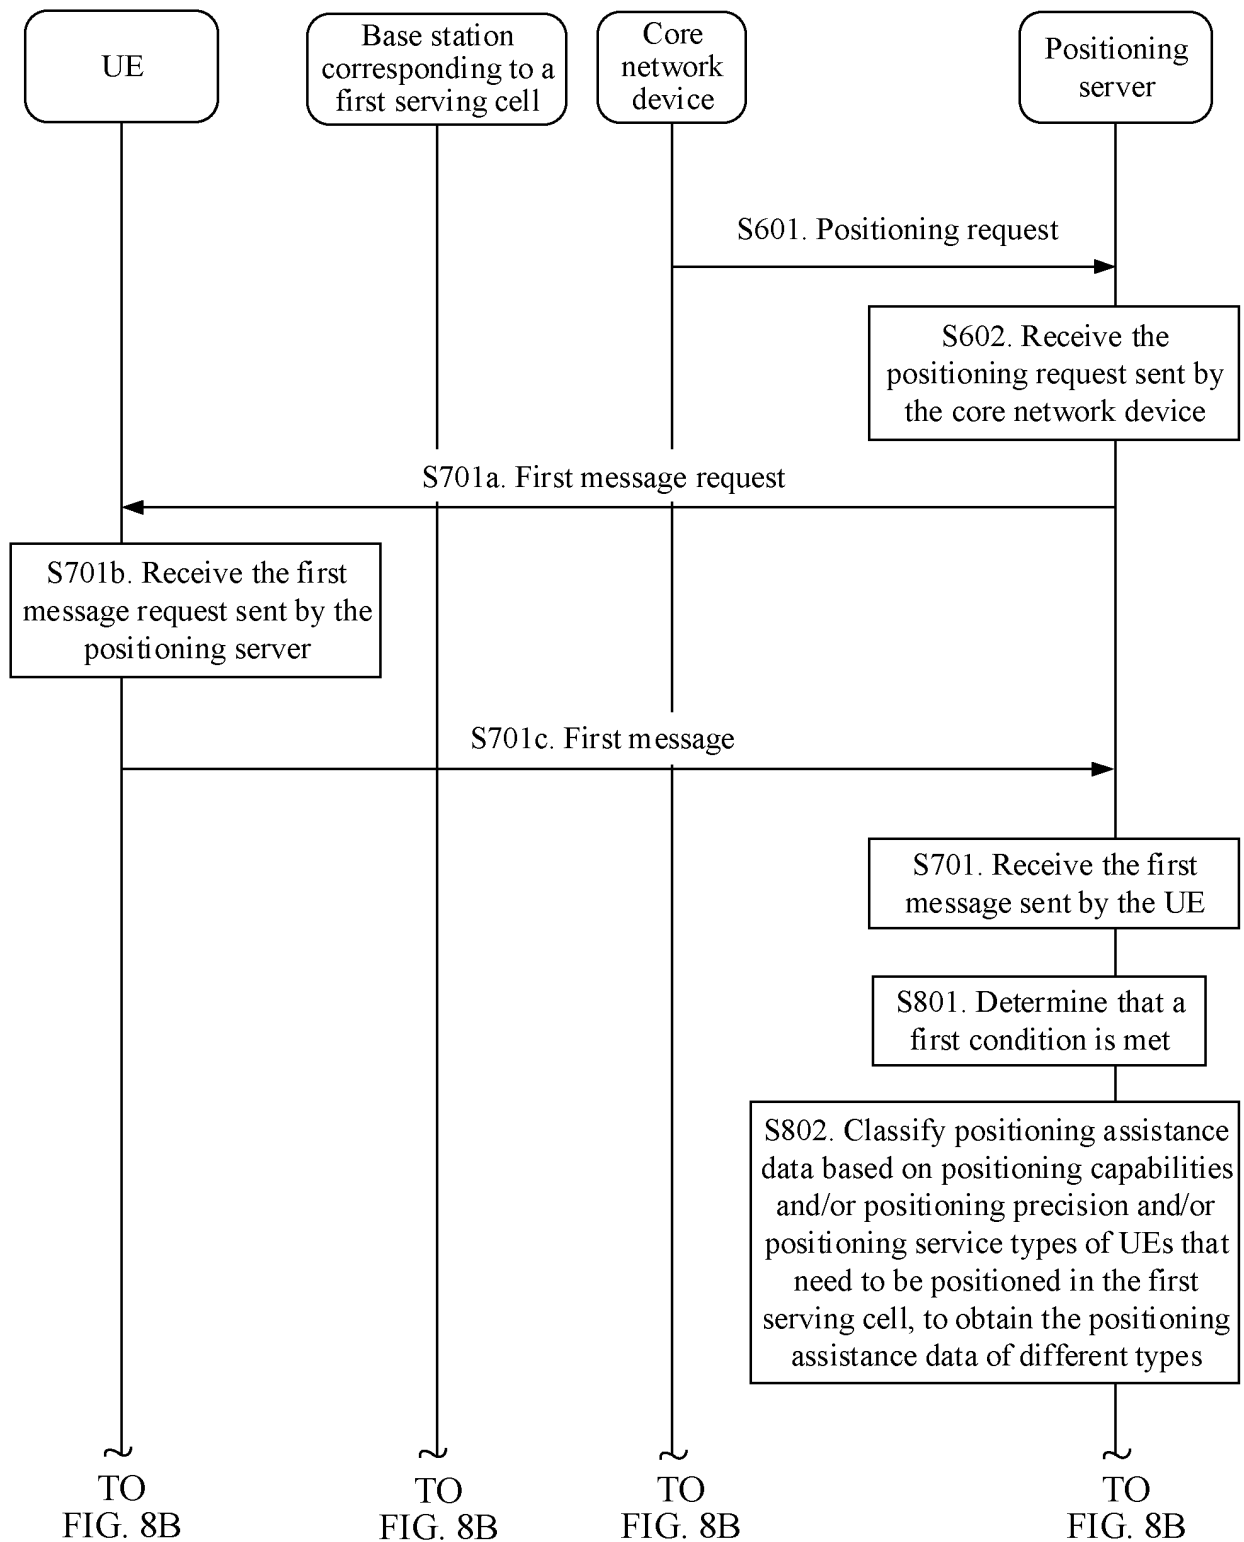 UE
Base station
corresponding to a
first serving cell
Core
network
device
Positioning
server
S601. Positioning request
S602. Receive the
positioning request sent by
the core network device
S701a. First message request
S701b. Receive the first
message request sent by the
positioning server
S701c. First message
S701. Receive the first
message sent by the UE
S801. Determine that a
first condition is met
S802. Classify positioning assistance
data based on positioning capabilities
and/or positioning precision and/or
positioning service types of UEs that
need to be positioned in the first
serving cell, to obtain the positioning
assistance data of different types
TO
FIG. 8B
TO
FIG. 8B
TO
FIG. 8B
TO
FIG. 8B